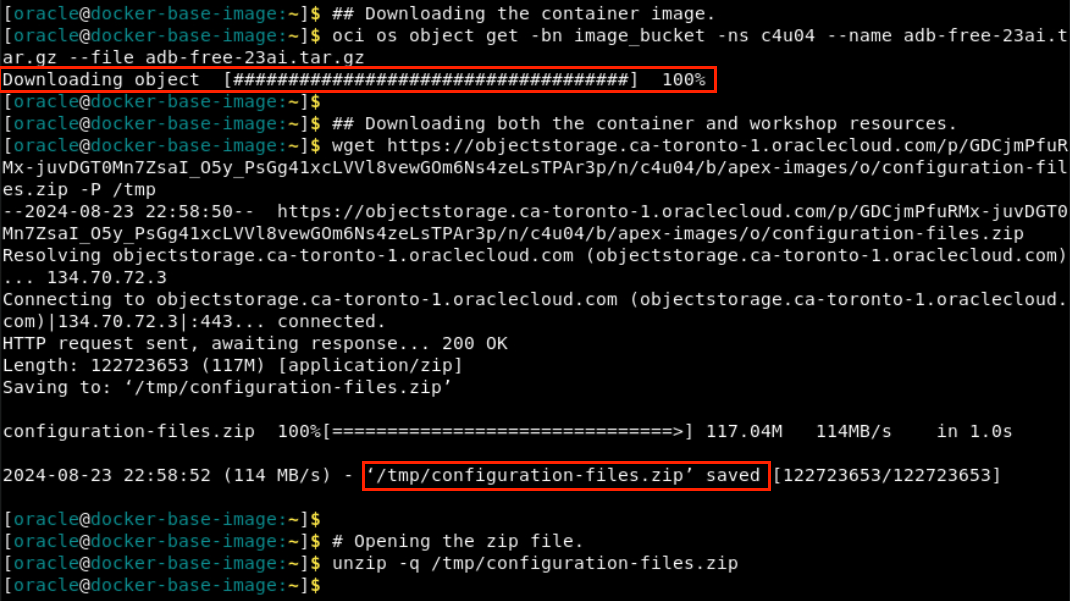 [oracle@docker-base-image:~]$ ## Downloading the container image.
[oracle@docker-base-image:~]$ oci os object get -bn image_bucket -ns c4u04 --name adb-free-23ai.t
ar.gz --file adb-free-23ai.tar.gz
Downloading object  [####################################]  100%
[oracle@docker-base-image:~]$
[oracle@docker-base-image:~]$ ## Downloading both the container and workshop resources.
[oracle@docker-base-image:~]$ wget https://objectstorage.ca-toronto-1.oraclecloud.com/p/GDCjmPfuR
Mx-juvDGT0Mn7ZsaI_O5y_PsGg41xcLVVl8vewGOm6Ns4zeLsTPAr3p/n/c4u04/b/apex-images/o/configuration-fil
es.zip -P /tmp
--2024-08-23 22:58:50--  https://objectstorage.ca-toronto-1.oraclecloud.com/p/GDCjmPfuRMx-juvDGT0
Mn7ZsaI_O5y_PsGg41xcLVVl8vewGOm6Ns4zeLsTPAr3p/n/c4u04/b/apex-images/o/configuration-files.zip
Resolving objectstorage.ca-toronto-1.oraclecloud.com (objectstorage.ca-toronto-1.oraclecloud.com)
... 134.70.72.3
Connecting to objectstorage.ca-toronto-1.oraclecloud.com (objectstorage.ca-toronto-1.oraclecloud.
com)|134.70.72.3|:443... connected.
HTTP request sent, awaiting response... 200 OK
Length: 122723653 (117M) [application/zip]
Saving to: ‘/tmp/configuration-files.zip’
configuration-files.zip  100%[===============================>] 117.04M   114MB/s    in 1.0s
2024-08-23 22:58:52 (114 MB/s) - ‘/tmp/configuration-files.zip’ saved [122723653/122723653]
[oracle@docker-base-image:~]$
[oracle@docker-base-image:~]$ # Opening the zip file.
[oracle@docker-base-image:~]$ unzip -q /tmp/configuration-files.zip
[oracle@docker-base-image:~]$